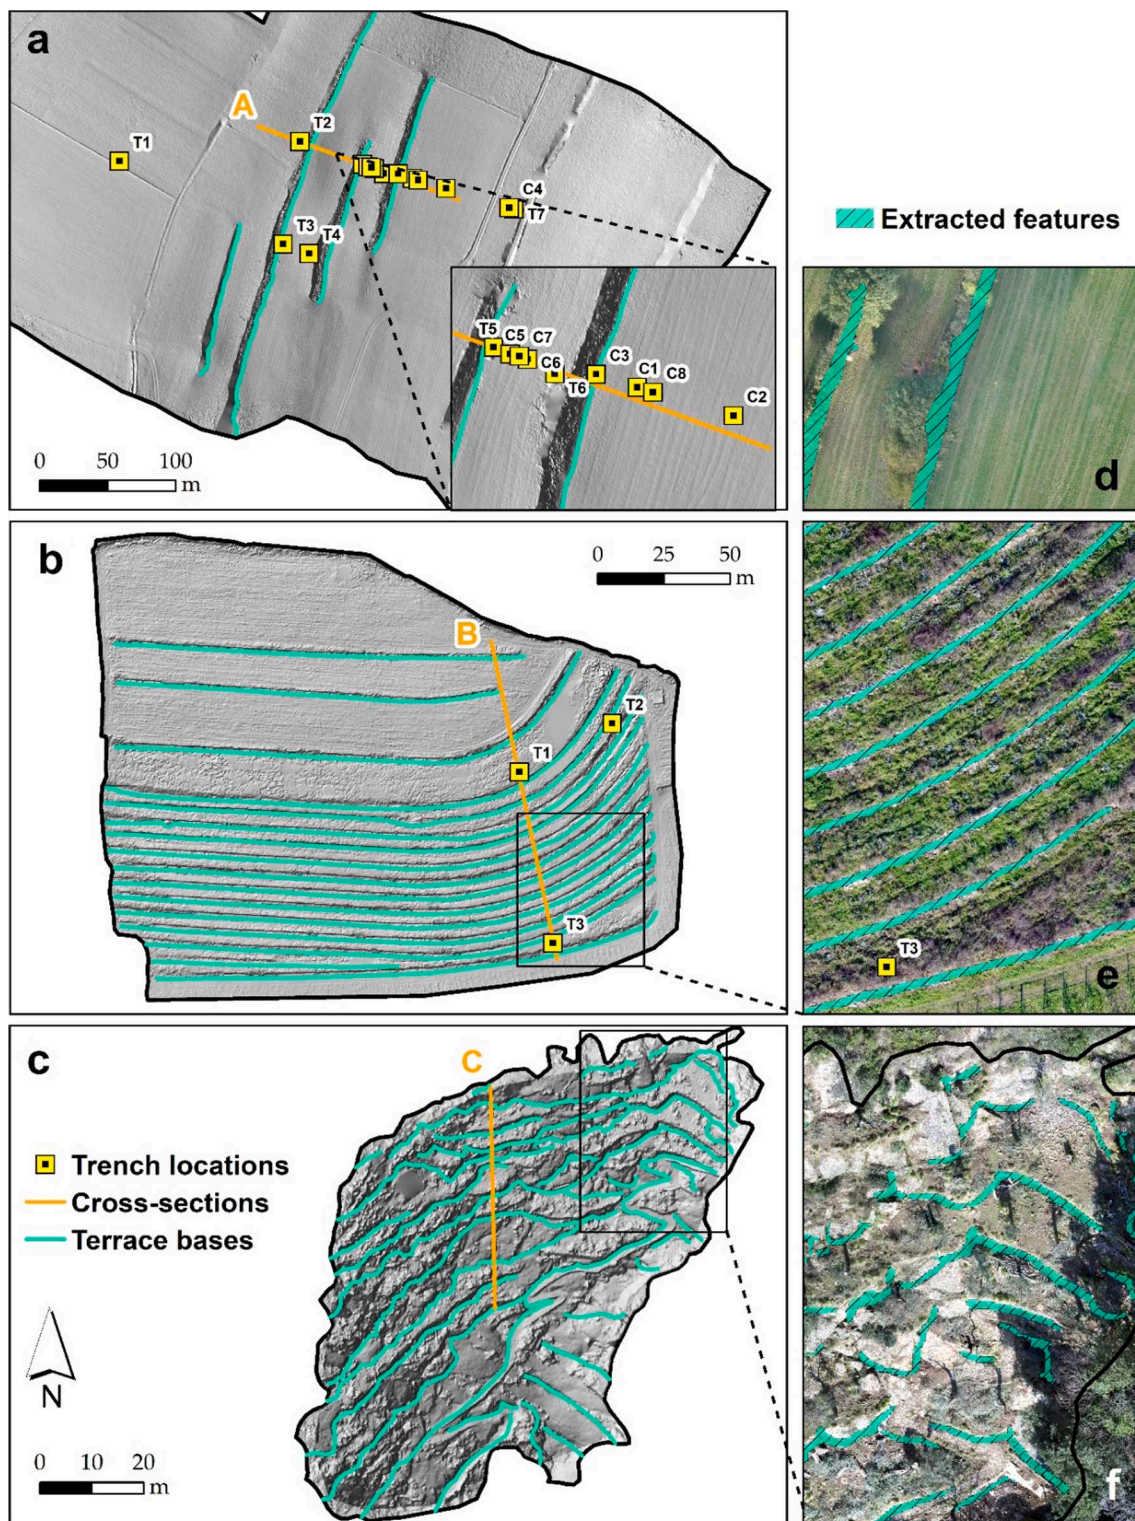 a
A
T1
T2
T3
T4
C4
T7
T5
C5
C7
C6
T6
C3
C1
C8
C2
0 50 100
m
Extracted features
d
b
0 25 50
m
B
T2
T1
T3
T3
e
c
C
Trench locations
Cross-sections
Terrace bases
N
0 10 20
m
f